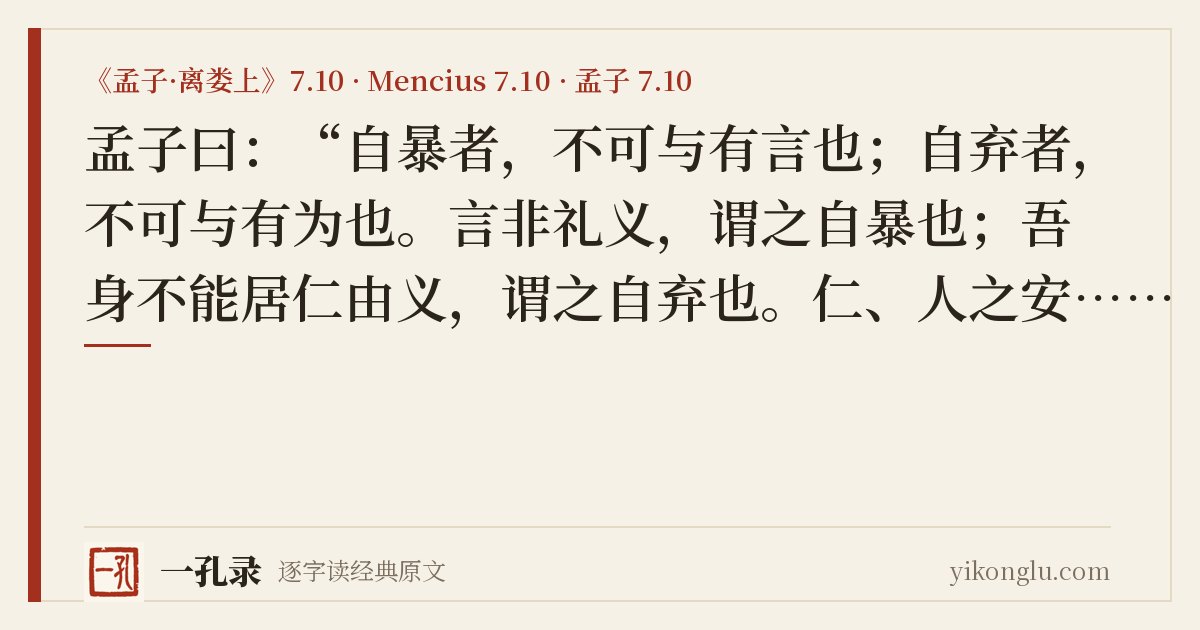 《孟子·离娄上》7.10 · Mencius 7.10 · 孟子 7.10
孟子曰：“自暴者，不可与有言也；自弃者，
不可与有为也。言非礼义，谓之自暴也；吾
身不能居仁由义，谓之自弃也。仁、人之安……
一孔
一孔录 逐字读经典原文
yikonglu.com